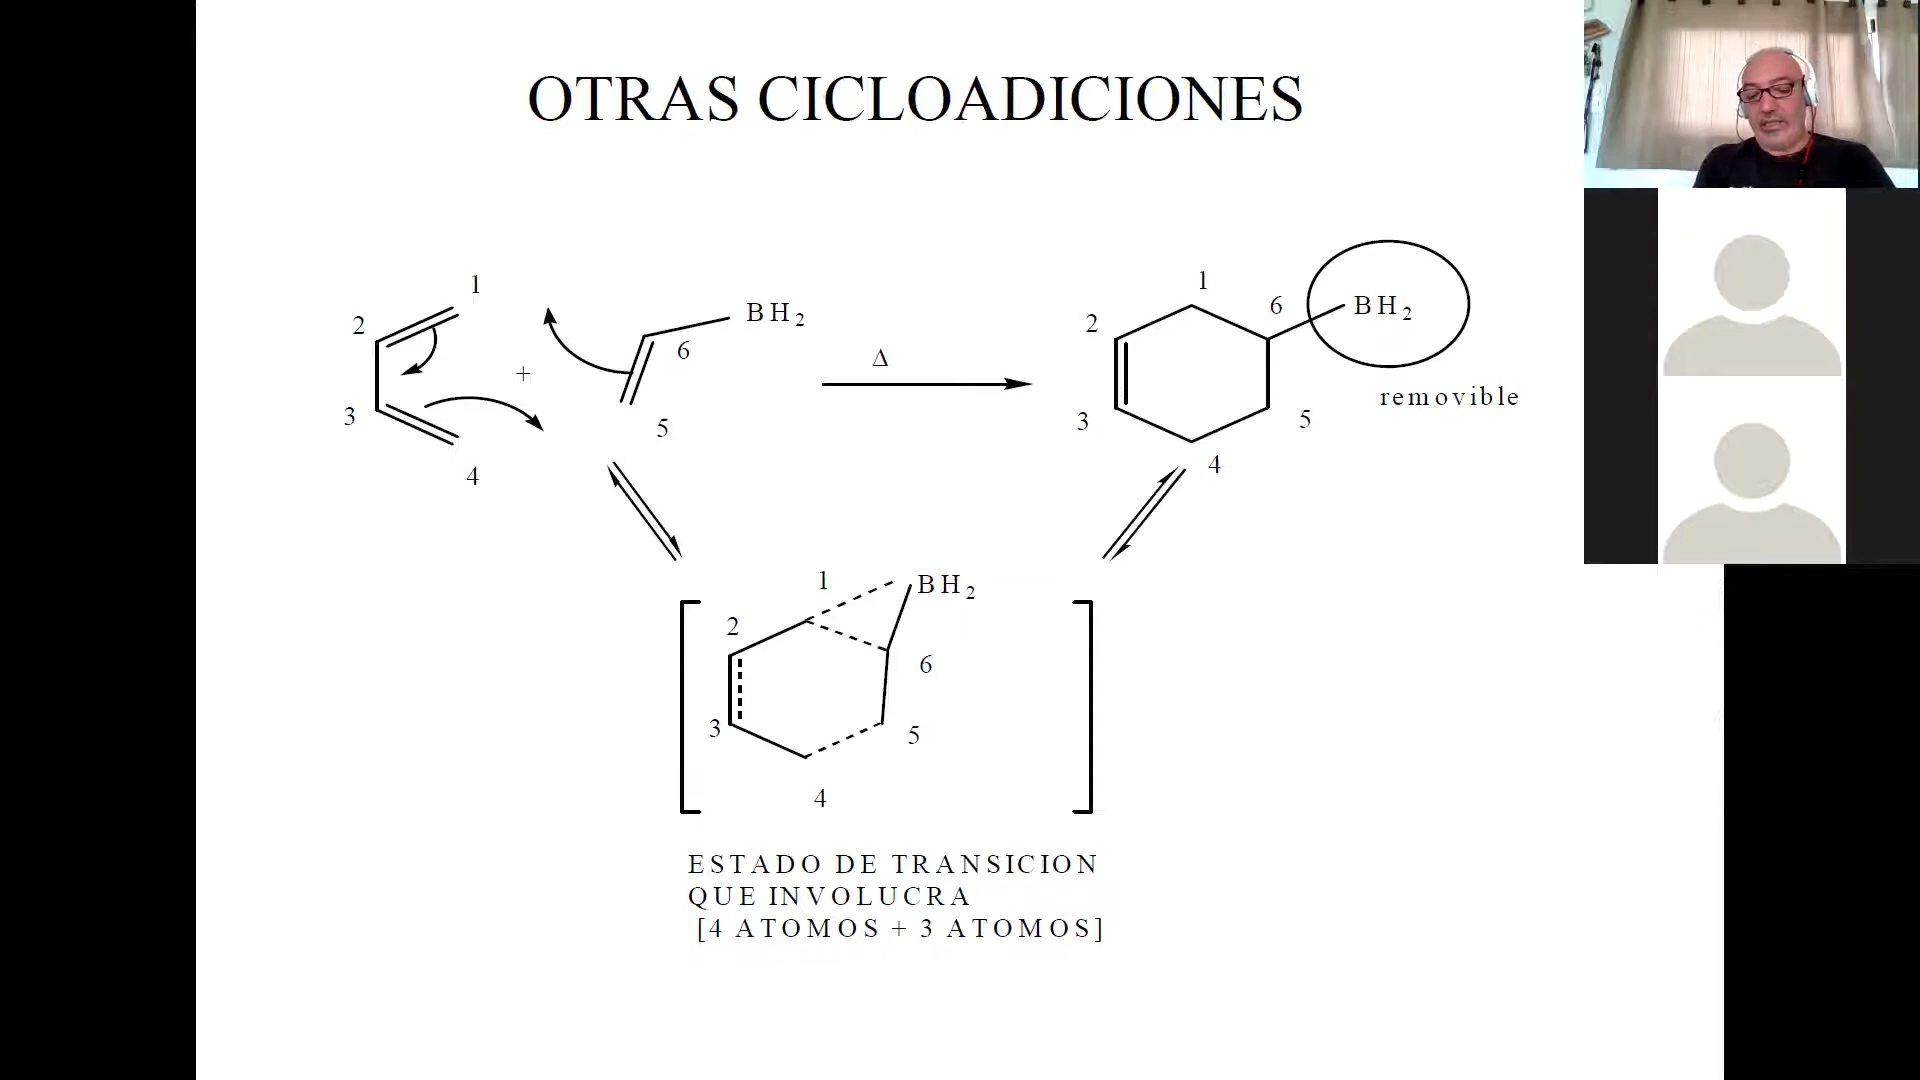 OTRAS CICLOADICIONES
1
2
3
4
+
BH2
6
5
Δ
1
2
3
4
5
6
BH2
removible
1
2
3
4
5
6
BH2
ESTADO DE TRANSICION
QUE INVOLUCRA
[4 ATOMOS + 3 ATOMOS]